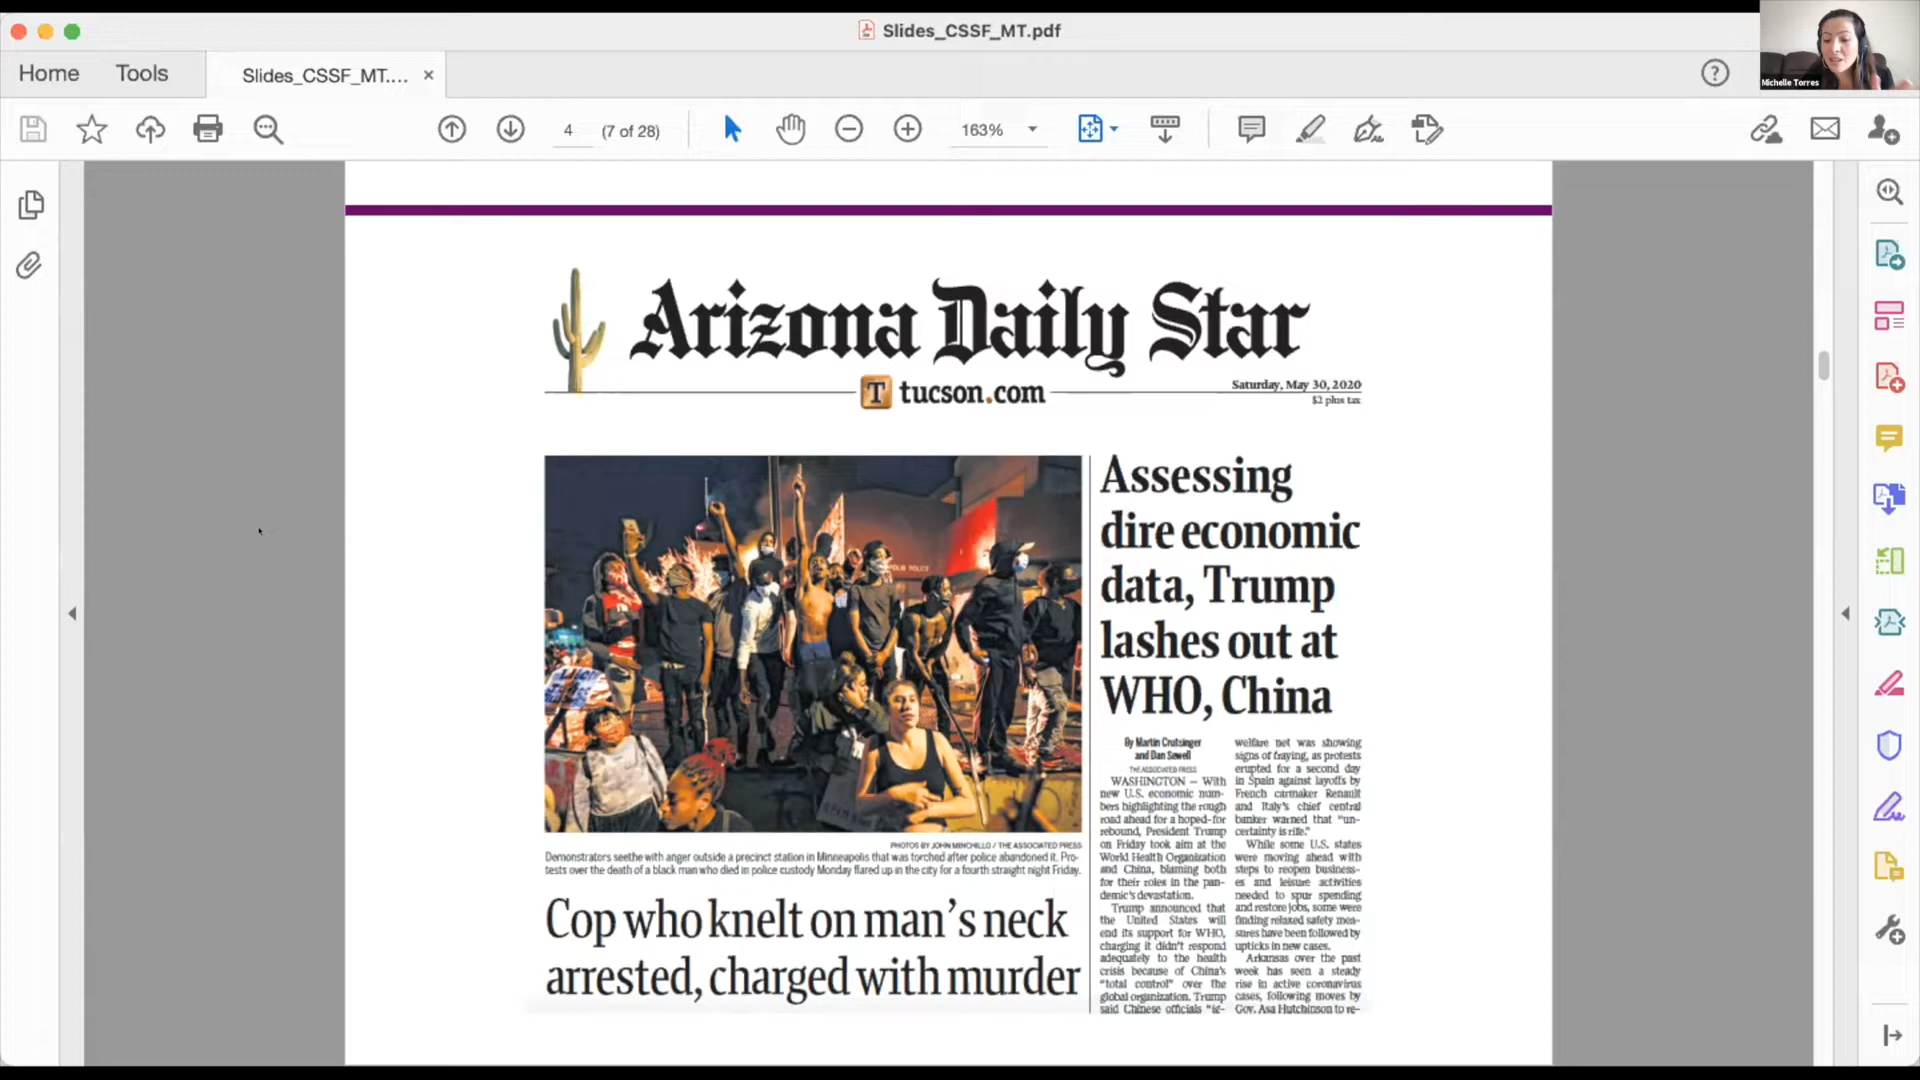 Slides_CSSF_MT.pdf
Home
Tools
Slides_CSSF_MT....
Michelle Torres
4
(7 of 28)
163%
Arizona Daily Star
T tucson.com
Saturday, May 30, 2020
$2 plus tax
PHOTOS BY JOHN MINCHILLO / THE ASSOCIATED PRESS
Demonstrators seethe with anger outside a precinct station in Minneapolis that was torched after police abandoned it. Pro-
tests over the death of a black man who died in police custody Monday flared up in the city for a fourth straight night Friday.
Cop who knelt on man's neck
arrested, charged with murder
Assessing
dire economic
data, Trump
lashes out at
WHO, China
By Martin Crutsinger
and Dan Sewell
THE ASSOCIATED PRESS
WASHINGTON — With
new U.S. economic num-
bers highlighting the rough
road ahead for a hoped-for
rebound, President Trump
on Friday took aim at the
World Health Organization
and China, blaming both
for their roles in the pan-
demic's devastation.
Trump announced that
the United States will
end its support for WHO,
charging it didn't respond
adequately to the health
crisis because of China's
"total control" over the
global organization. Trump
said Chinese officials "ig-
welfare net was showing
signs of fraying, as protests
erupted for a second day
in Spain against layoffs by
French carmaker Renault
and Italy's chief central
banker warned that "un-
certainty is rife."
While some U.S. states
were moving ahead with
steps to reopen business-
es and leisure activities
needed to spur spending
and restore jobs, some were
finding relaxed safety mea-
sures have been followed by
upticks in new cases.
Arkansas over the past
week has seen a steady
rise in active coronavirus
cases, following moves by
Gov. Asa Hutchinson to re-